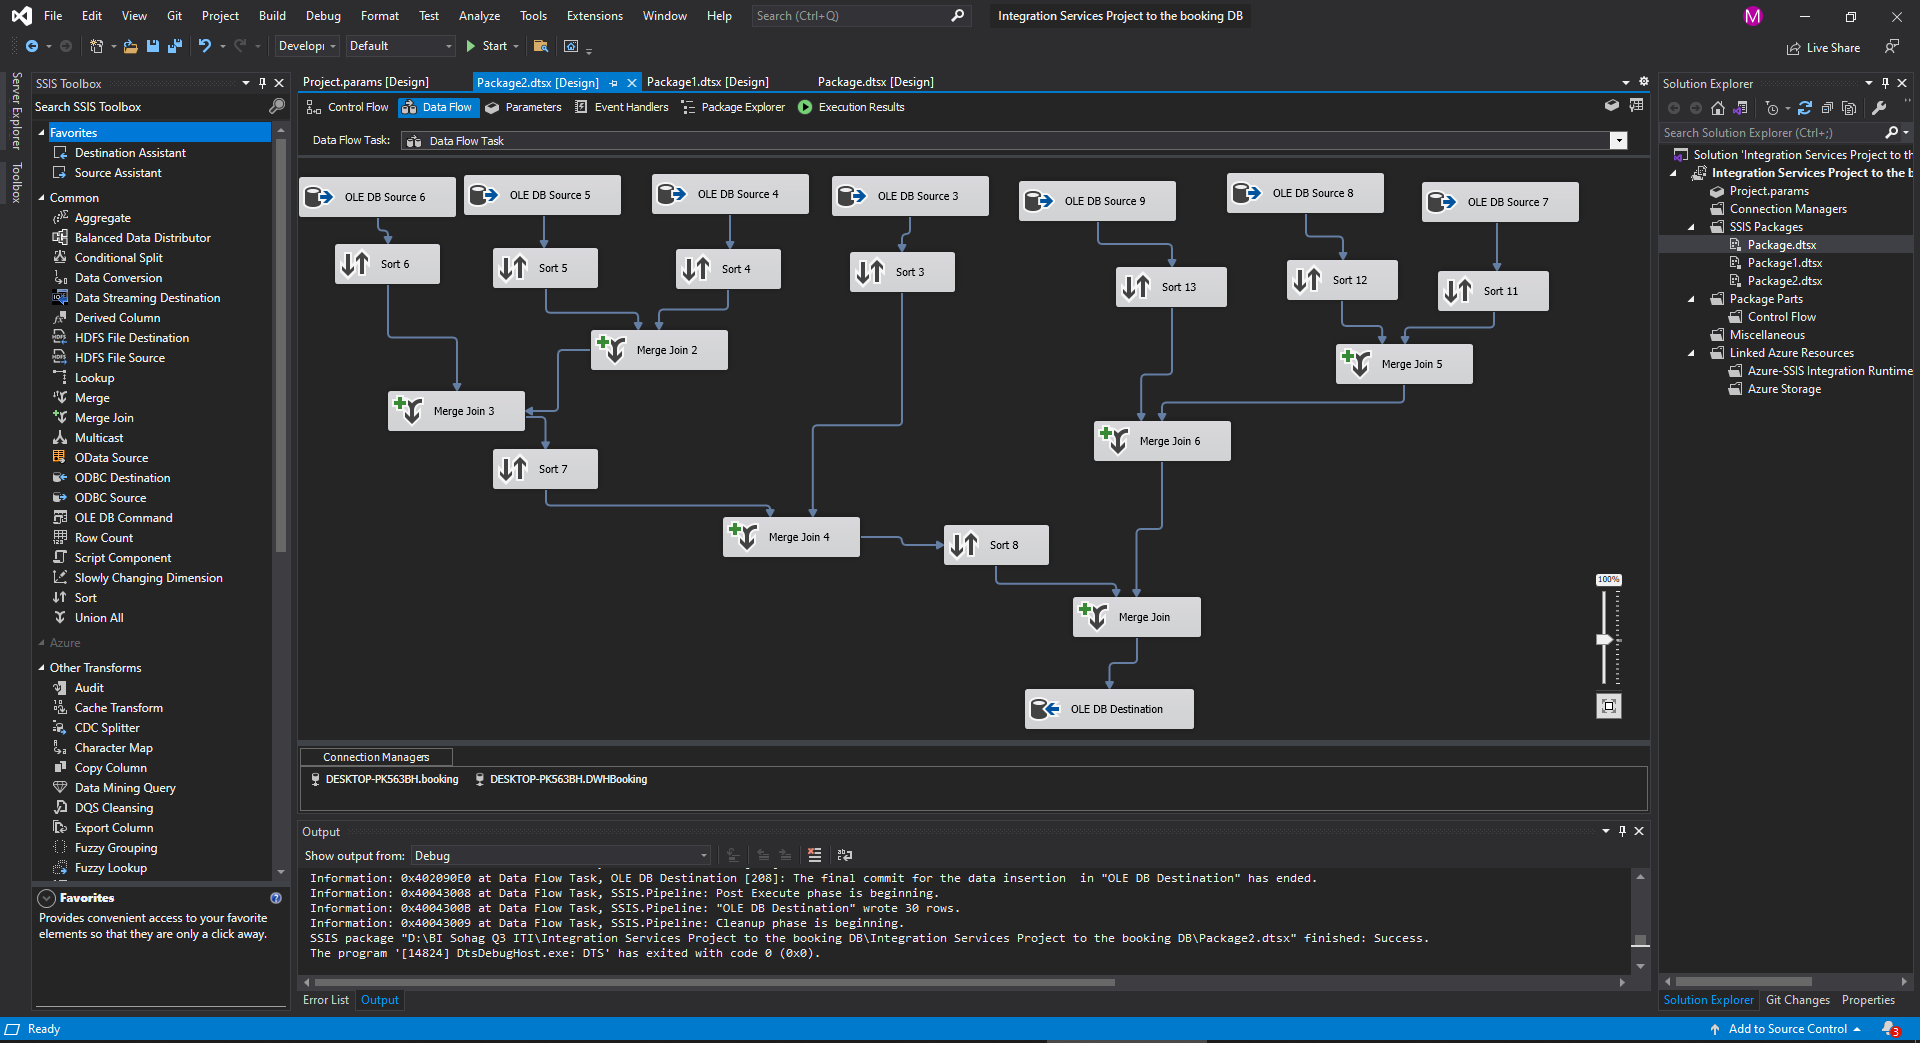 File Edit View Git Project Build Debug Format Test Analyze Tools Extensions Window Help Search (Ctrl+Q) Integration Services Project to the booking DB M
Developi Default Start Live Share
Server Explorer
Toolbox
SSIS Toolbox
Search SSIS Toolbox
Favorites
Destination Assistant
Source Assistant
Common
Aggregate
Balanced Data Distributor
Conditional Split
Data Conversion
Data Streaming Destination
Derived Column
HDFS File Destination
HDFS File Source
Lookup
Merge
Merge Join
Multicast
OData Source
ODBC Destination
ODBC Source
OLE DB Command
Row Count
Script Component
Slowly Changing Dimension
Sort
Union All
Azure
Other Transforms
Audit
Cache Transform
CDC Splitter
Character Map
Copy Column
Data Mining Query
DQS Cleansing
Export Column
Fuzzy Grouping
Fuzzy Lookup
Favorites
Provides convenient access to your favorite
elements so that they are only a click away.
Project.params [Design] Package2.dtsx [Design] Package1.dtsx [Design] Package.dtsx [Design]
Control Flow Data Flow Parameters Event Handlers Package Explorer Execution Results
Data Flow Task: Data Flow Task
OLE DB Source 6 OLE DB Source 5 OLE DB Source 4 OLE DB Source 3 OLE DB Source 9 OLE DB Source 8 OLE DB Source 7
Sort 6 Sort 5 Sort 4 Sort 3 Sort 13 Sort 12 Sort 11
Merge Join 2 Merge Join 5
Merge Join 3 Merge Join 6
Sort 7
Merge Join 4 Sort 8
Merge Join
OLE DB Destination
100%
Connection Managers
DESKTOP-PK563BH.booking DESKTOP-PK563BH.DWHBooking
Output
Show output from: Debug
Information: 0x402090E0 at Data Flow Task, OLE DB Destination [208]: The final commit for the data insertion  in "OLE DB Destination" has ended.
Information: 0x40043008 at Data Flow Task, SSIS.Pipeline: Post Execute phase is beginning.
Information: 0x4004300B at Data Flow Task, SSIS.Pipeline: "OLE DB Destination" wrote 30 rows.
Information: 0x40043009 at Data Flow Task, SSIS.Pipeline: Cleanup phase is beginning.
SSIS package "D:\BI Sohag Q3 ITI\Integration Services Project to the booking DB\Integration Services Project to the booking DB\Package2.dtsx" finished: Success.
The program '[14824] DtsDebugHost.exe: DTS' has exited with code 0 (0x0).
Error List Output
Solution Explorer
Search Solution Explorer (Ctrl+;)
Solution 'Integration Services Project to th
Integration Services Project to the b
Project.params
Connection Managers
SSIS Packages
Package.dtsx
Package1.dtsx
Package2.dtsx
Package Parts
Control Flow
Miscellaneous
Linked Azure Resources
Azure-SSIS Integration Runtime
Azure Storage
Solution Explorer Git Changes Properties
Ready Add to Source Control 3